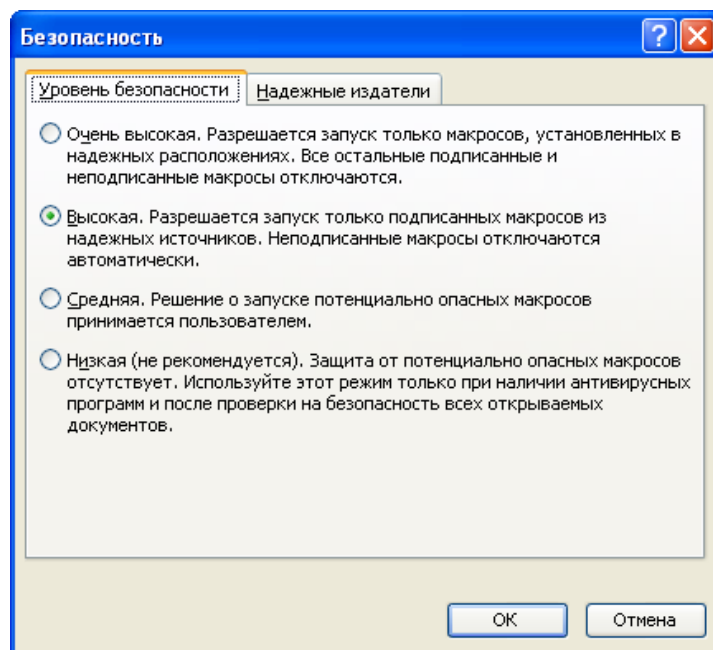 Безопасность
Уровень безопасности
Надежные издатели
Очень высокая. Разрешается запуск только макросов, установленных в
надежных расположениях. Все остальные подписанные и
неподписанные макросы отключаются.
Высокая. Разрешается запуск только подписанных макросов из
надежных источников. Неподписанные макросы отключаются
автоматически.
Средняя. Решение о запуске потенциально опасных макросов
принимается пользователем.
Низкая (не рекомендуется). Защита от потенциально опасных макросов
отсутствует. Используйте этот режим только при наличии антивирусных
программ и после проверки на безопасность всех открываемых
документов.
ОК
Отмена